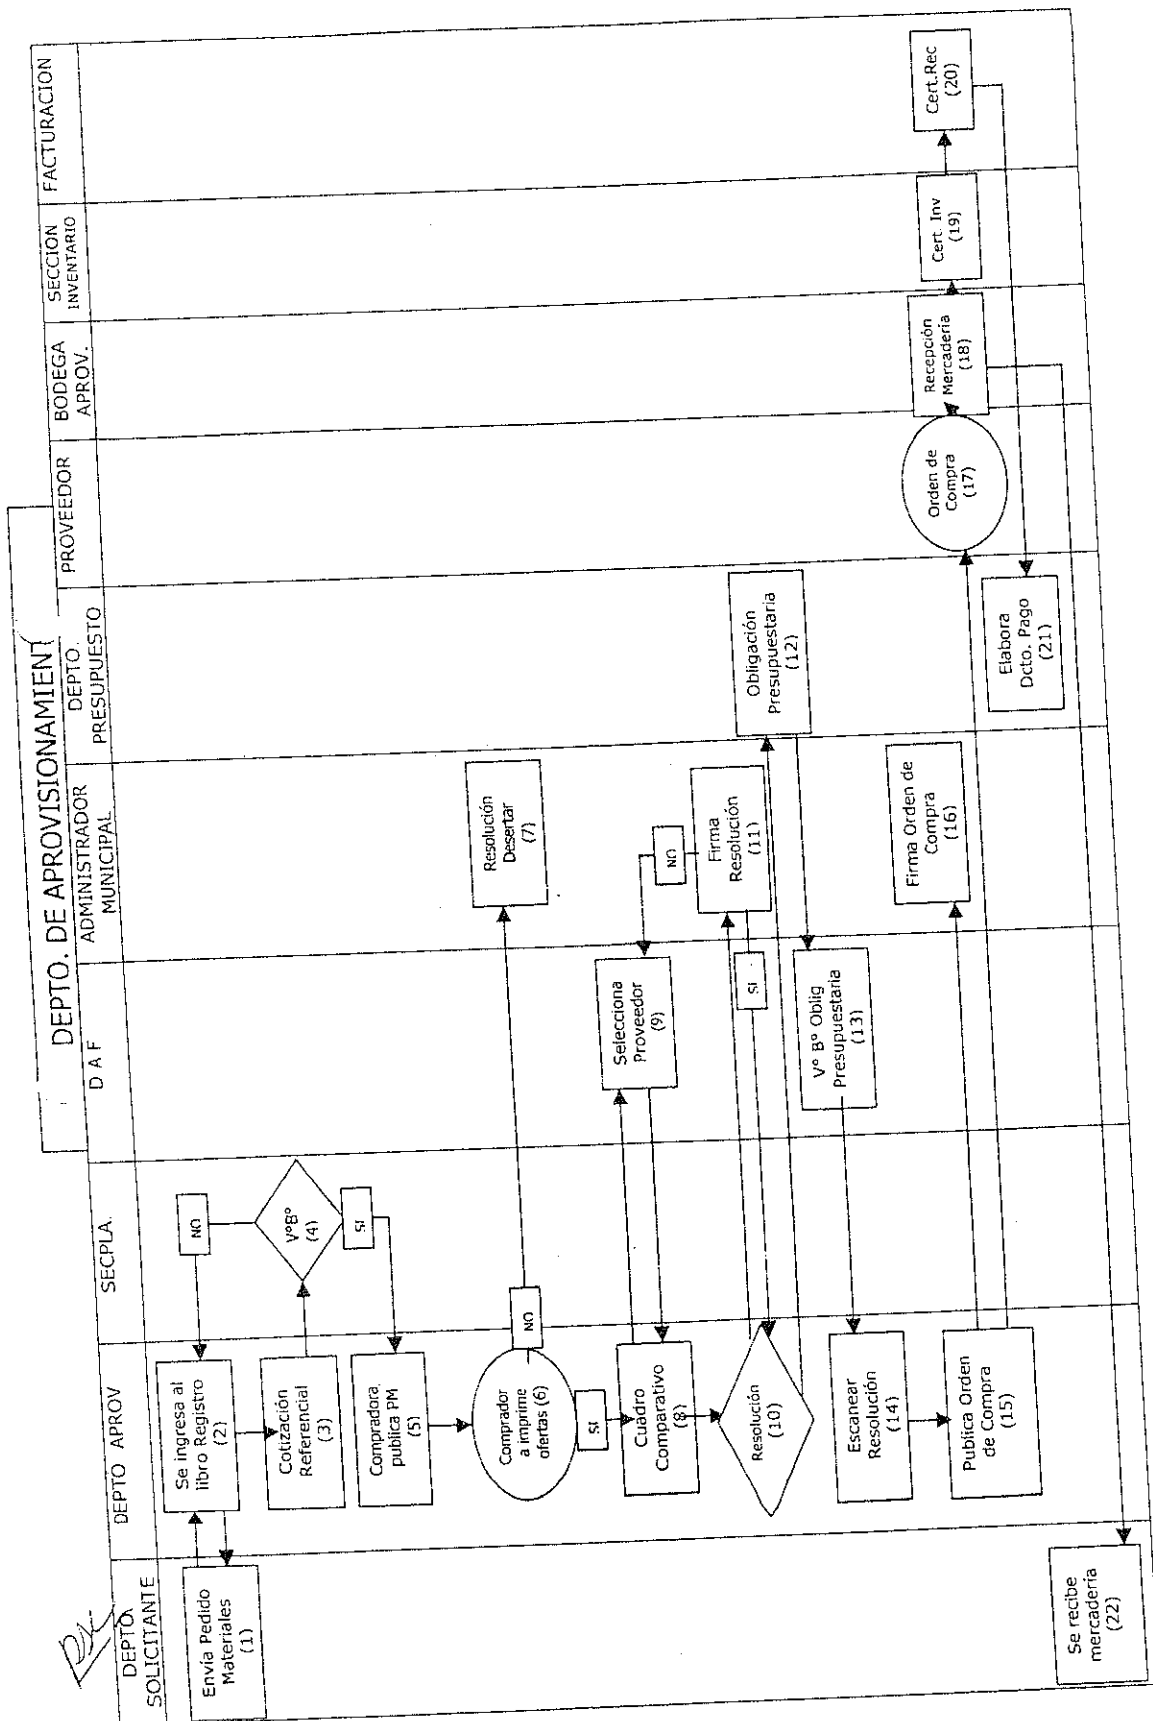 DEPTO. DE APROVISIONAMIENT
DEPTO.
SOLICITANTE
DEPTO APROV
SECPLA.
D A F
ADMINISTRADOR
MUNICIPAL
DEPTO.
PRESUPUESTO
PROVEEDOR
BODEGA
APROV.
SECCION
INVENTARIO
FACTURACION
Envía Pedido
Materiales
(1)
Se ingresa al
libro Registro
(2)
Cotización
Referencial
(3)
VºBº
(4)
NO
SI
Compradora
publica PM
(5)
Comprador
a imprime
ofertas (6)
NO
SI
Resolución
Desertar
(7)
Cuadro
Comparativo
(8)
Selecciona
Proveedor
(9)
Resolución
(10)
Firma
Resolución
(11)
NO
SI
Obligación
Presupuestaria
(12)
Vº Bº Oblig
Presupuestaria
(13)
Escanear
Resolución
(14)
Publica Orden
de Compra
(15)
Firma Orden de
Compra
(16)
Orden de
Compra
(17)
Recepción
Mercadería
(18)
Cert. Inv
(19)
Cert.Rec
(20)
Elabora
Dcto. Pago
(21)
Se recibe
mercadería
(22)